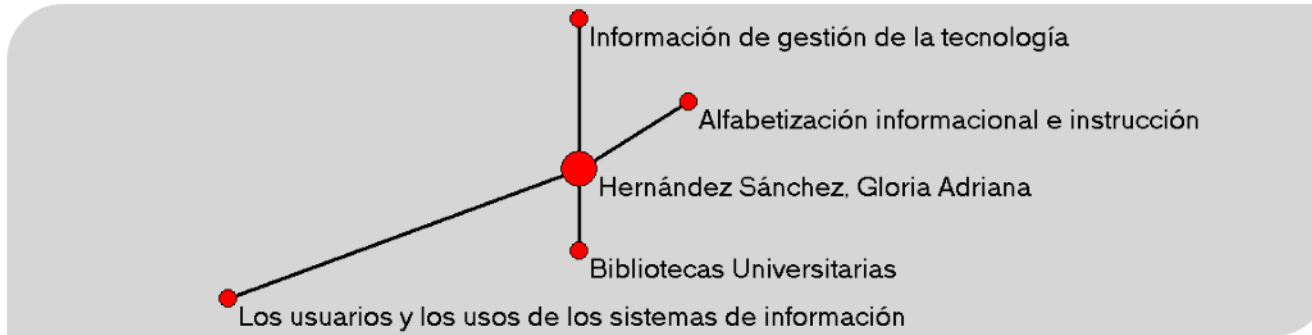 Información de gestión de la tecnología
Alfabetización informacional e instrucción
Hernández Sánchez, Gloria Adriana
Bibliotecas Universitarias
Los usuarios y los usos de los sistemas de información